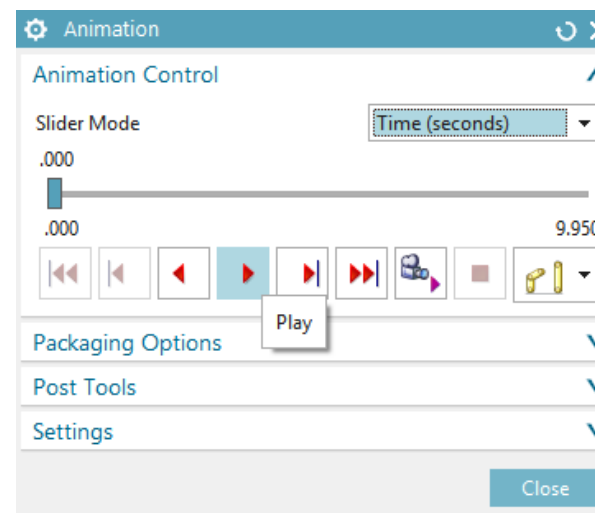 Animation
Animation Control
Slider Mode Time (seconds)
.000
.000 9.950
Play
Packaging Options
Post Tools
Settings
Close